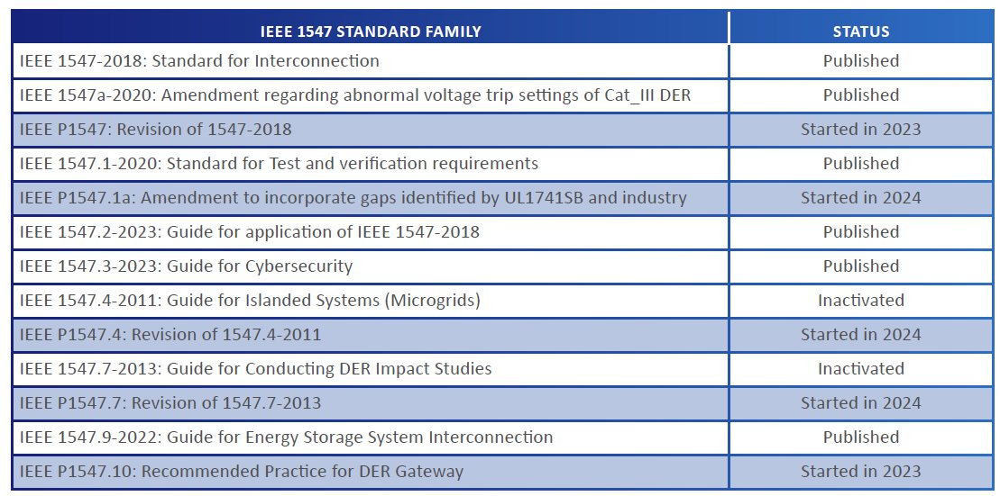 IEEE 1547 STANDARD FAMILY STATUS
IEEE 1547-2018: Standard for Interconnection Published
IEEE 1547a-2020: Amendment regarding abnormal voltage trip settings of Cat_III DER Published
IEEE P1547: Revision of 1547-2018 Started in 2023
IEEE 1547.1-2020: Standard for Test and verification requirements Published
IEEE P1547.1a: Amendment to incorporate gaps identified by UL1741SB and industry Started in 2024
IEEE 1547.2-2023: Guide for application of IEEE 1547-2018 Published
IEEE 1547.3-2023: Guide for Cybersecurity Published
IEEE 1547.4-2011: Guide for Islanded Systems (Microgrids) Inactivated
IEEE P1547.4: Revision of 1547.4-2011 Started in 2024
IEEE 1547.7-2013: Guide for Conducting DER Impact Studies Inactivated
IEEE P1547.7: Revision of 1547.7-2013 Started in 2024
IEEE 1547.9-2022: Guide for Energy Storage System Interconnection Published
IEEE P1547.10: Recommended Practice for DER Gateway Started in 2023